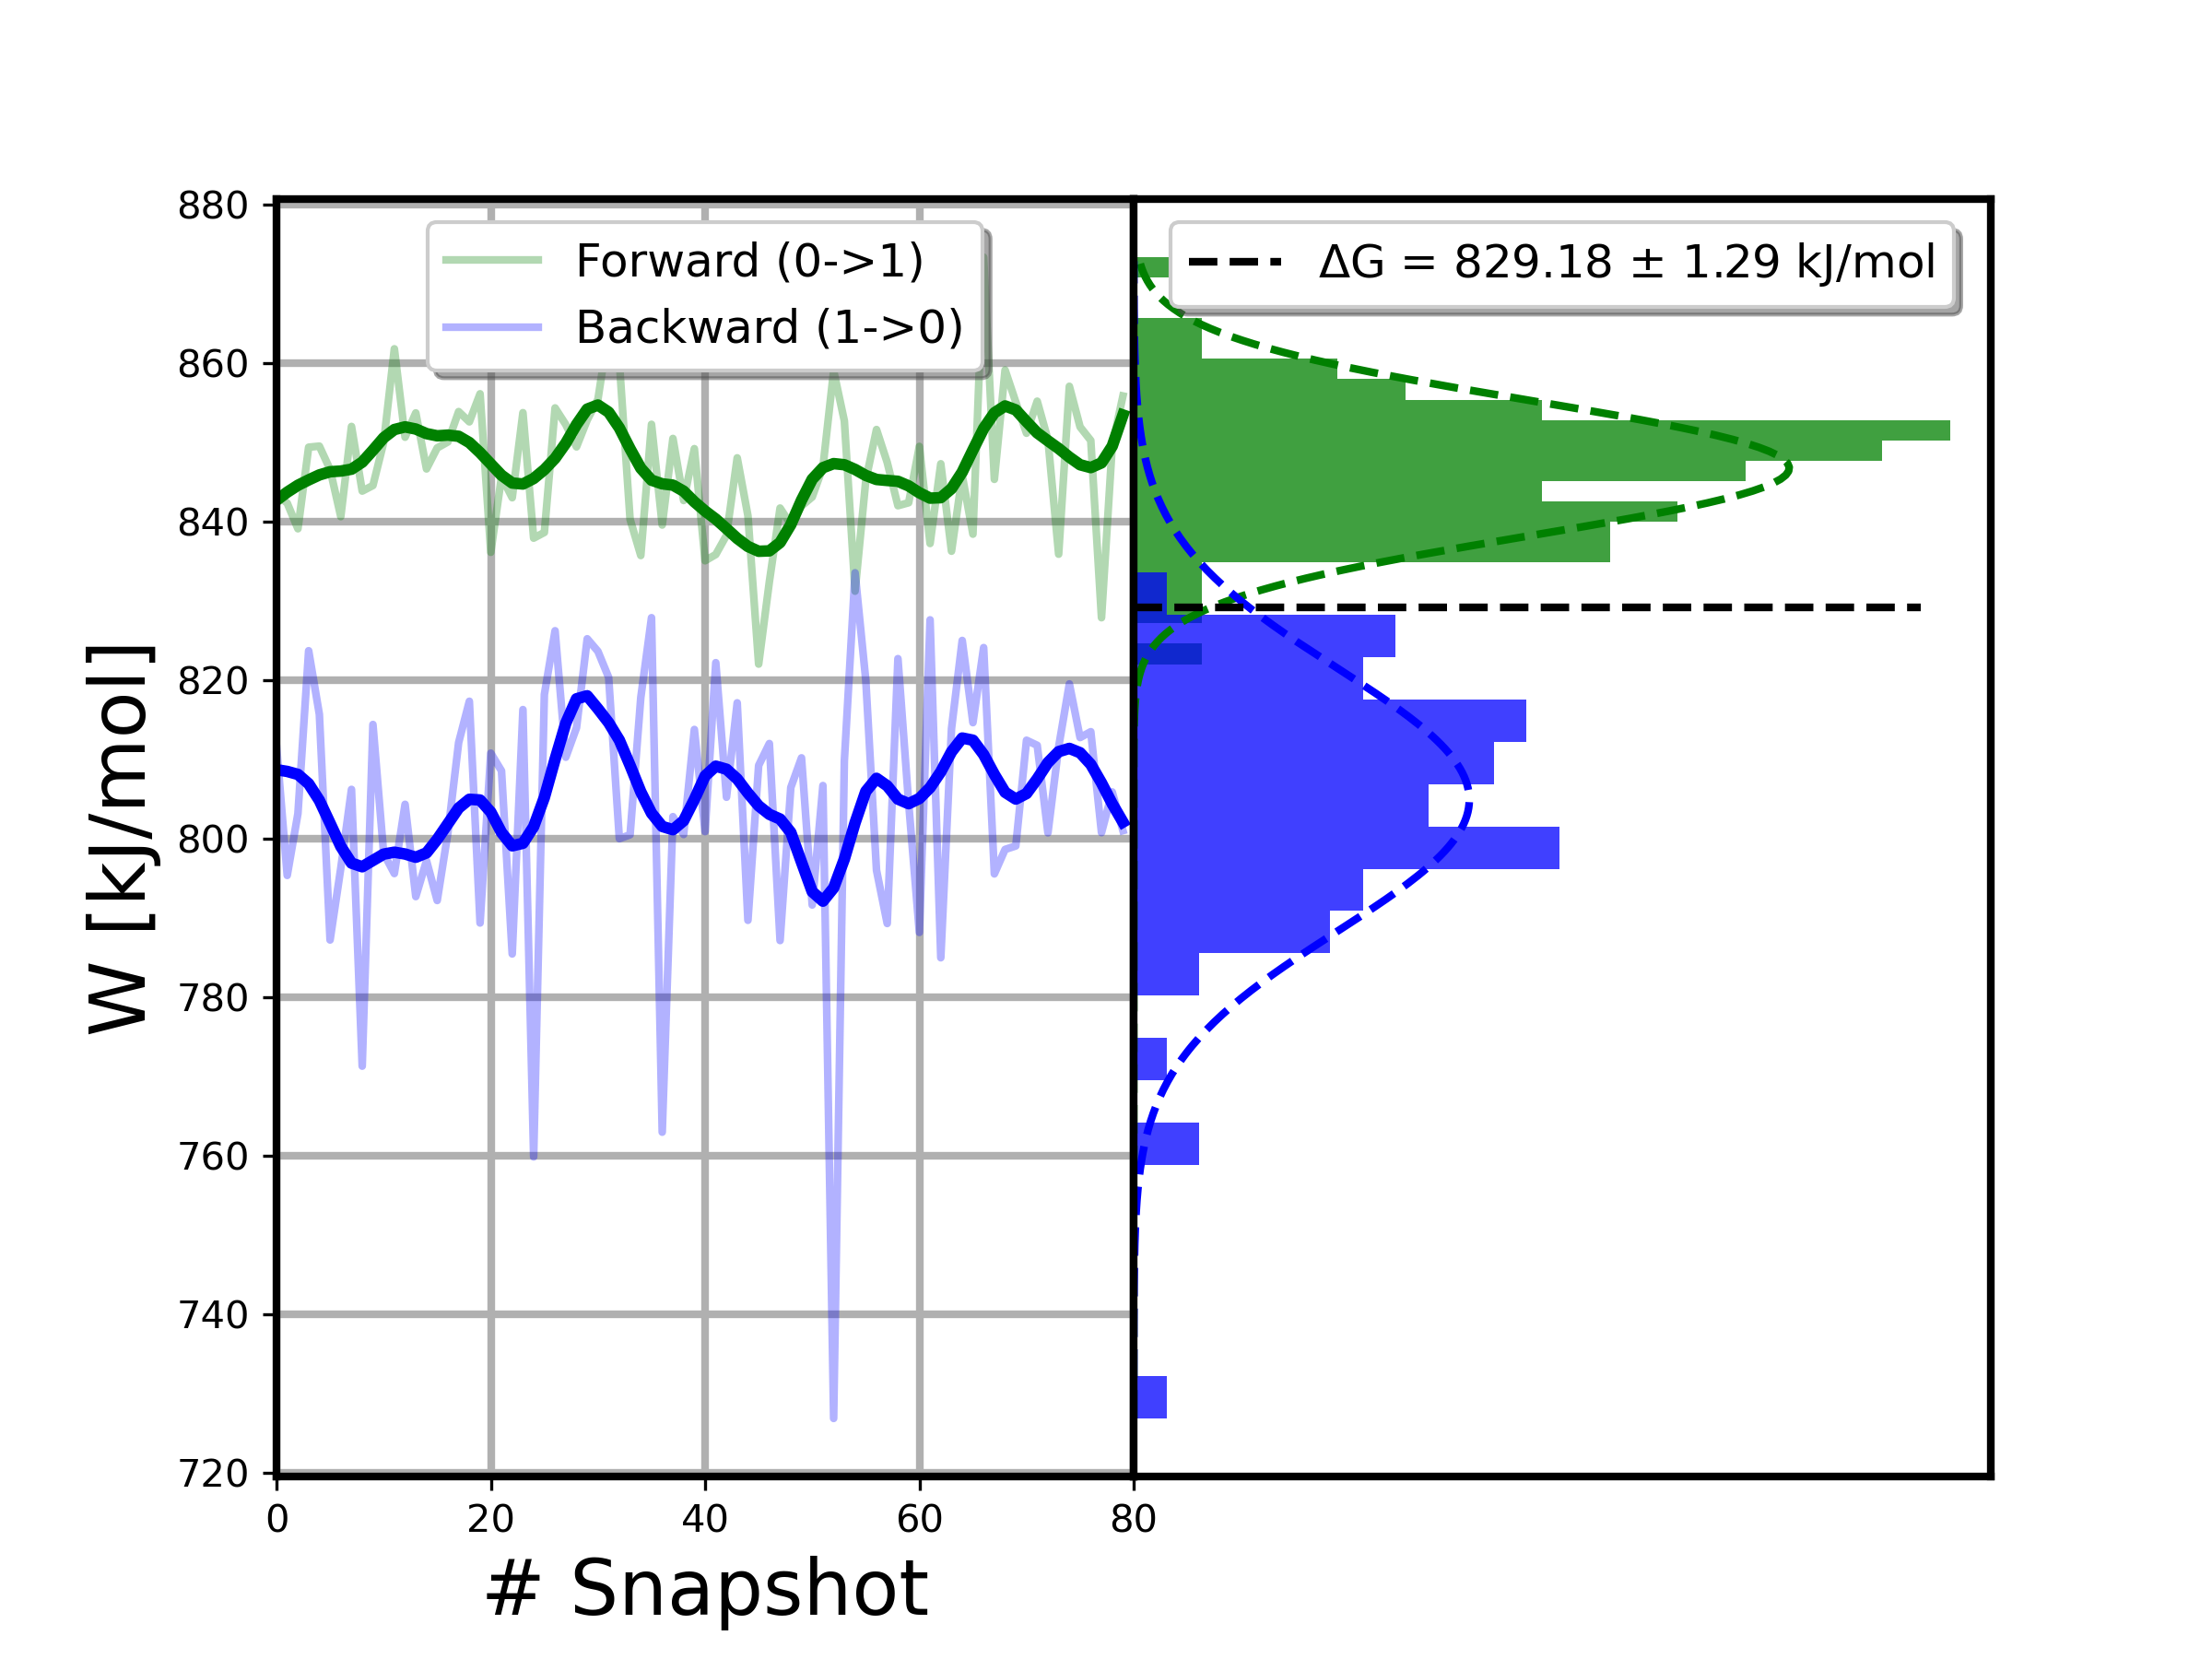 880
860
840
820
800
780
760
740
720
W [kJ/mol]
Forward (0->1)
Backward (1->0)
ΔG = 829.18 ± 1.29 kJ/mol
0 20 40 60 80
# Snapshot